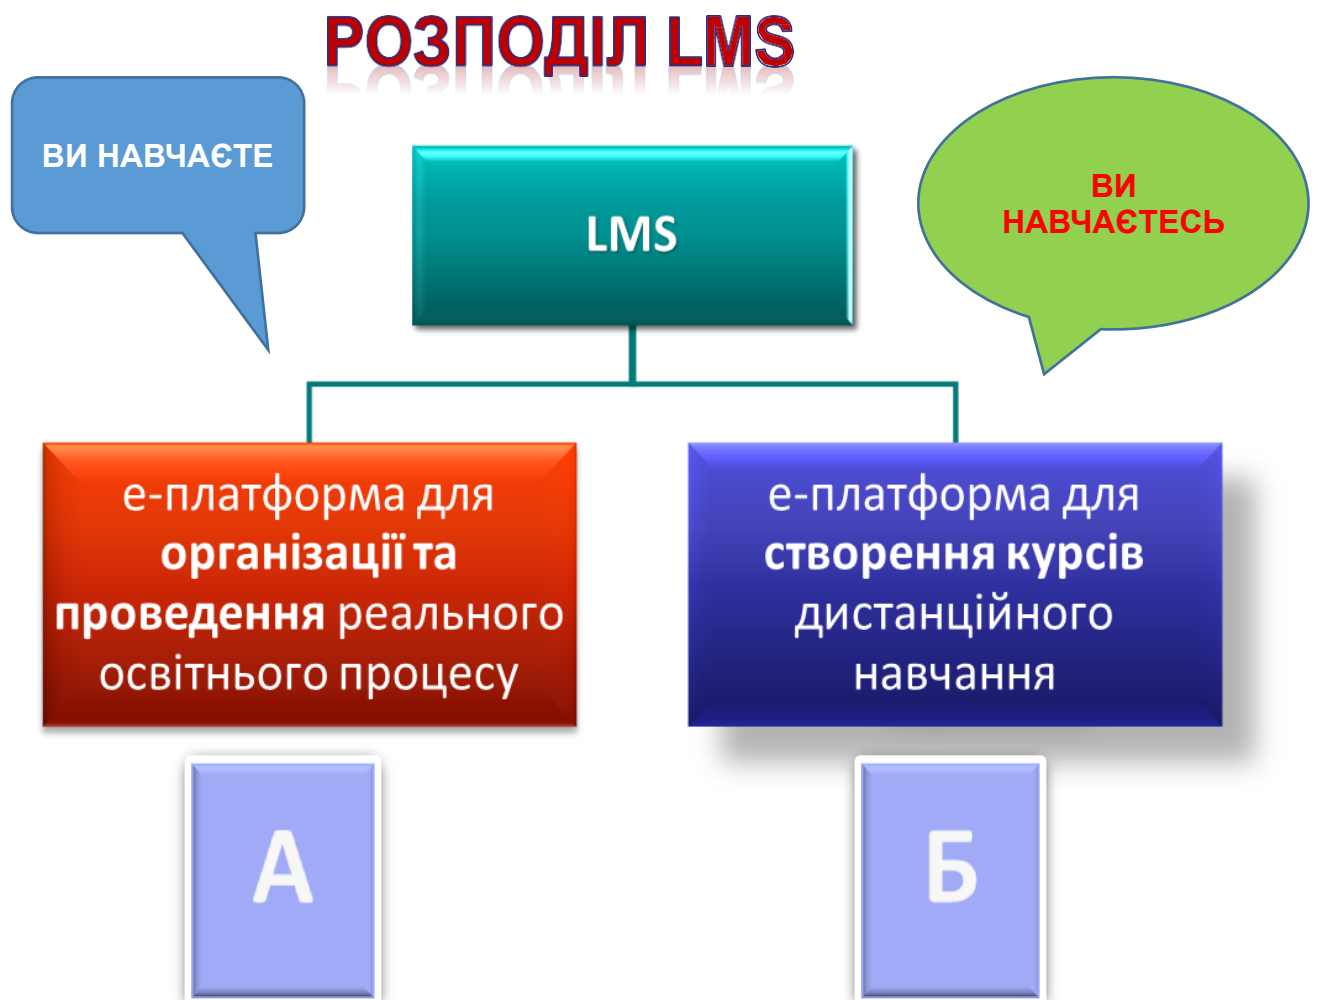 РОЗПОДІЛ LMS
ВИ НАВЧАЄТЕ
LMS
ВИ
НАВЧАЄТЕСЬ
е-платформа для
організації та
проведення реального
освітнього процесу
е-платформа для
створення курсів
дистанційного
навчання
А
Б